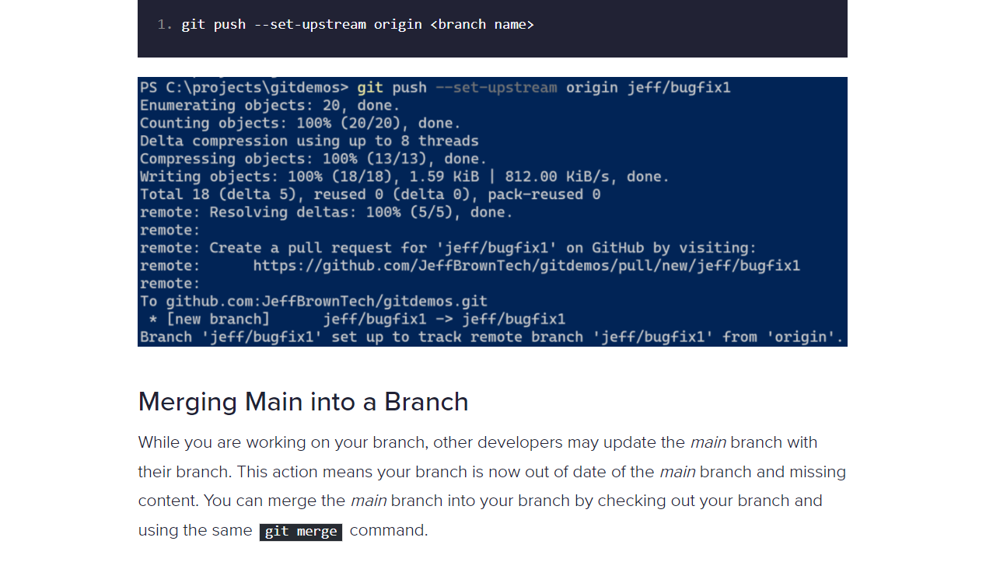 1. git push --set-upstream origin <branch name>
PS C:\projects\gitdemos> git push --set-upstream origin jeff/bugfix1
Enumerating objects: 20, done.
Counting objects: 100% (20/20), done.
Delta compression using up to 8 threads
Compressing objects: 100% (13/13), done.
Writing objects: 100% (18/18), 1.59 KiB | 812.00 KiB/s, done.
Total 18 (delta 5), reused 0 (delta 0), pack-reused 0
remote: Resolving deltas: 100% (5/5), done.
remote:
remote: Create a pull request for 'jeff/bugfix1' on GitHub by visiting:
remote:      https://github.com/JeffBrownTech/gitdemos/pull/new/jeff/bugfix1
remote:
To github.com:JeffBrownTech/gitdemos.git
 * [new branch]      jeff/bugfix1 -> jeff/bugfix1
Branch 'jeff/bugfix1' set up to track remote branch 'jeff/bugfix1' from 'origin'.
Merging Main into a Branch
While you are working on your branch, other developers may update the main branch with
their branch. This action means your branch is now out of date of the main branch and missing
content. You can merge the main branch into your branch by checking out your branch and
using the same git merge command.